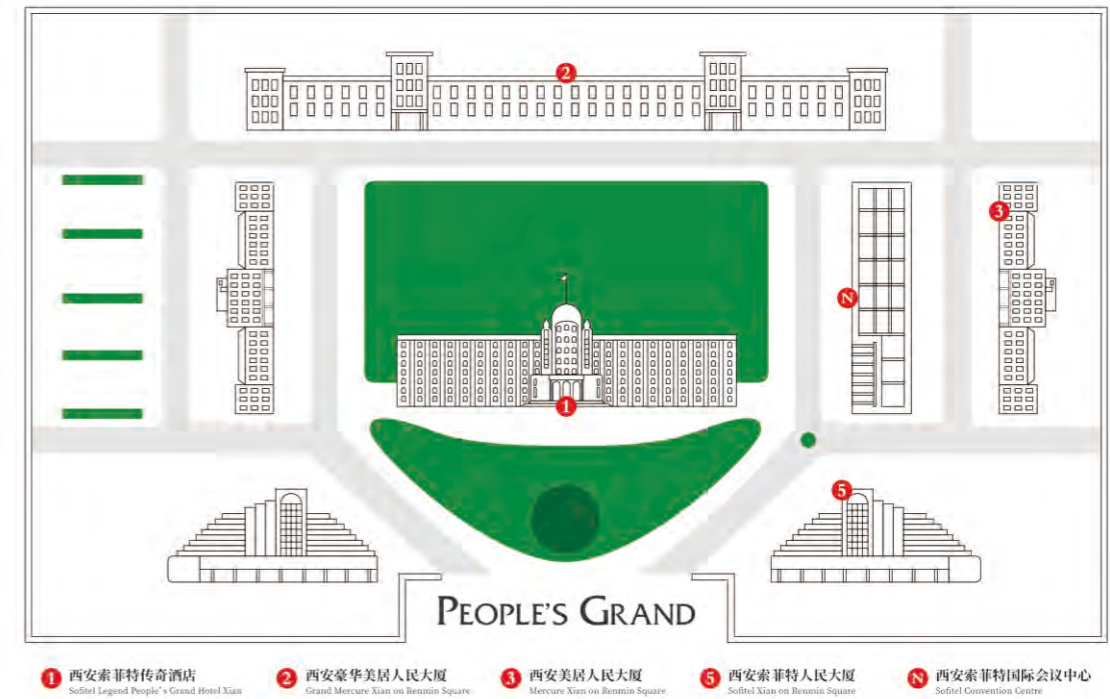 2
3
N
1
5
PEOPLE'S GRAND
1 西安索菲特传奇酒店
Sofitel Legend People's Grand Hotel Xian
2 西安豪华美居人民大厦
Grand Mercure Xian on Renmin Square
3 西安美居人民大厦
Mercure Xian on Renmin Square
5 西安索菲特人民大厦
Sofitel Xian on Renmin Square
N 西安索菲特国际会议中心
Sofitel Convention Centre